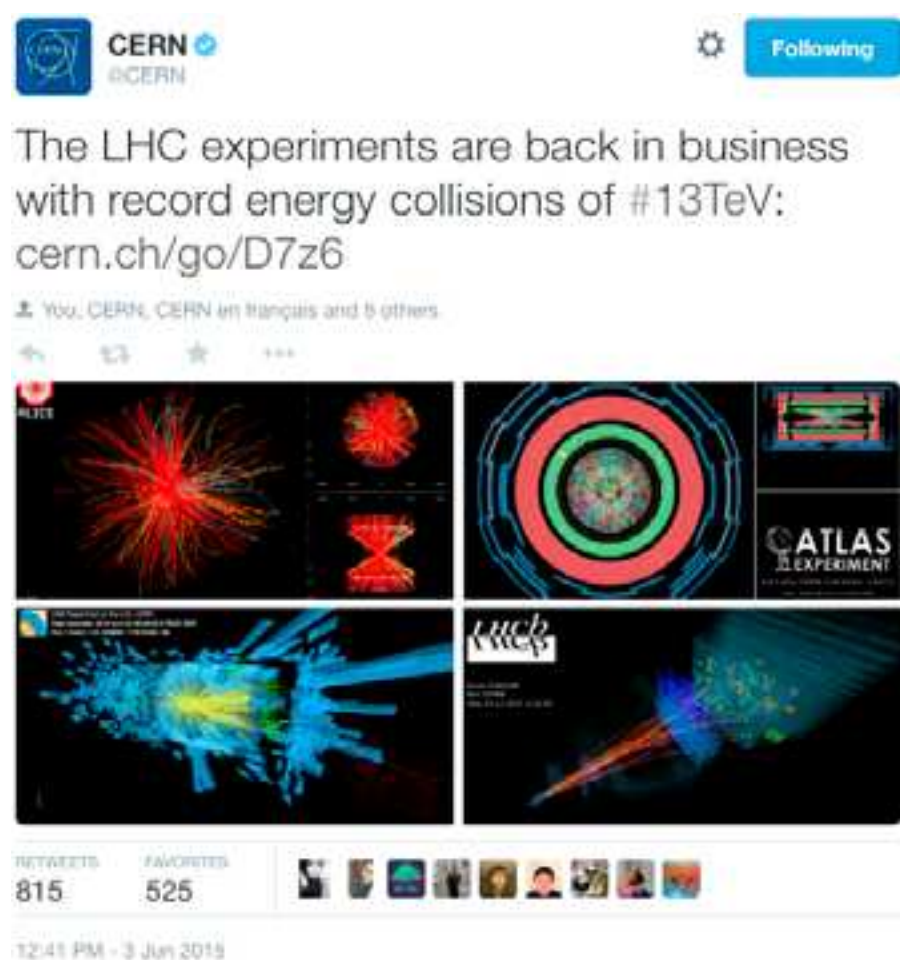 CERN
@CERN
Following
The LHC experiments are back in business
with record energy collisions of #13TeV:
cern.ch/go/D7z6
You, CERN, CERN en français and 5 others
ALICE
ATLAS
EXPERIMENT
LHCb
RETWEETS
815
FAVORITES
525
12:41 PM - 3 Jun 2015